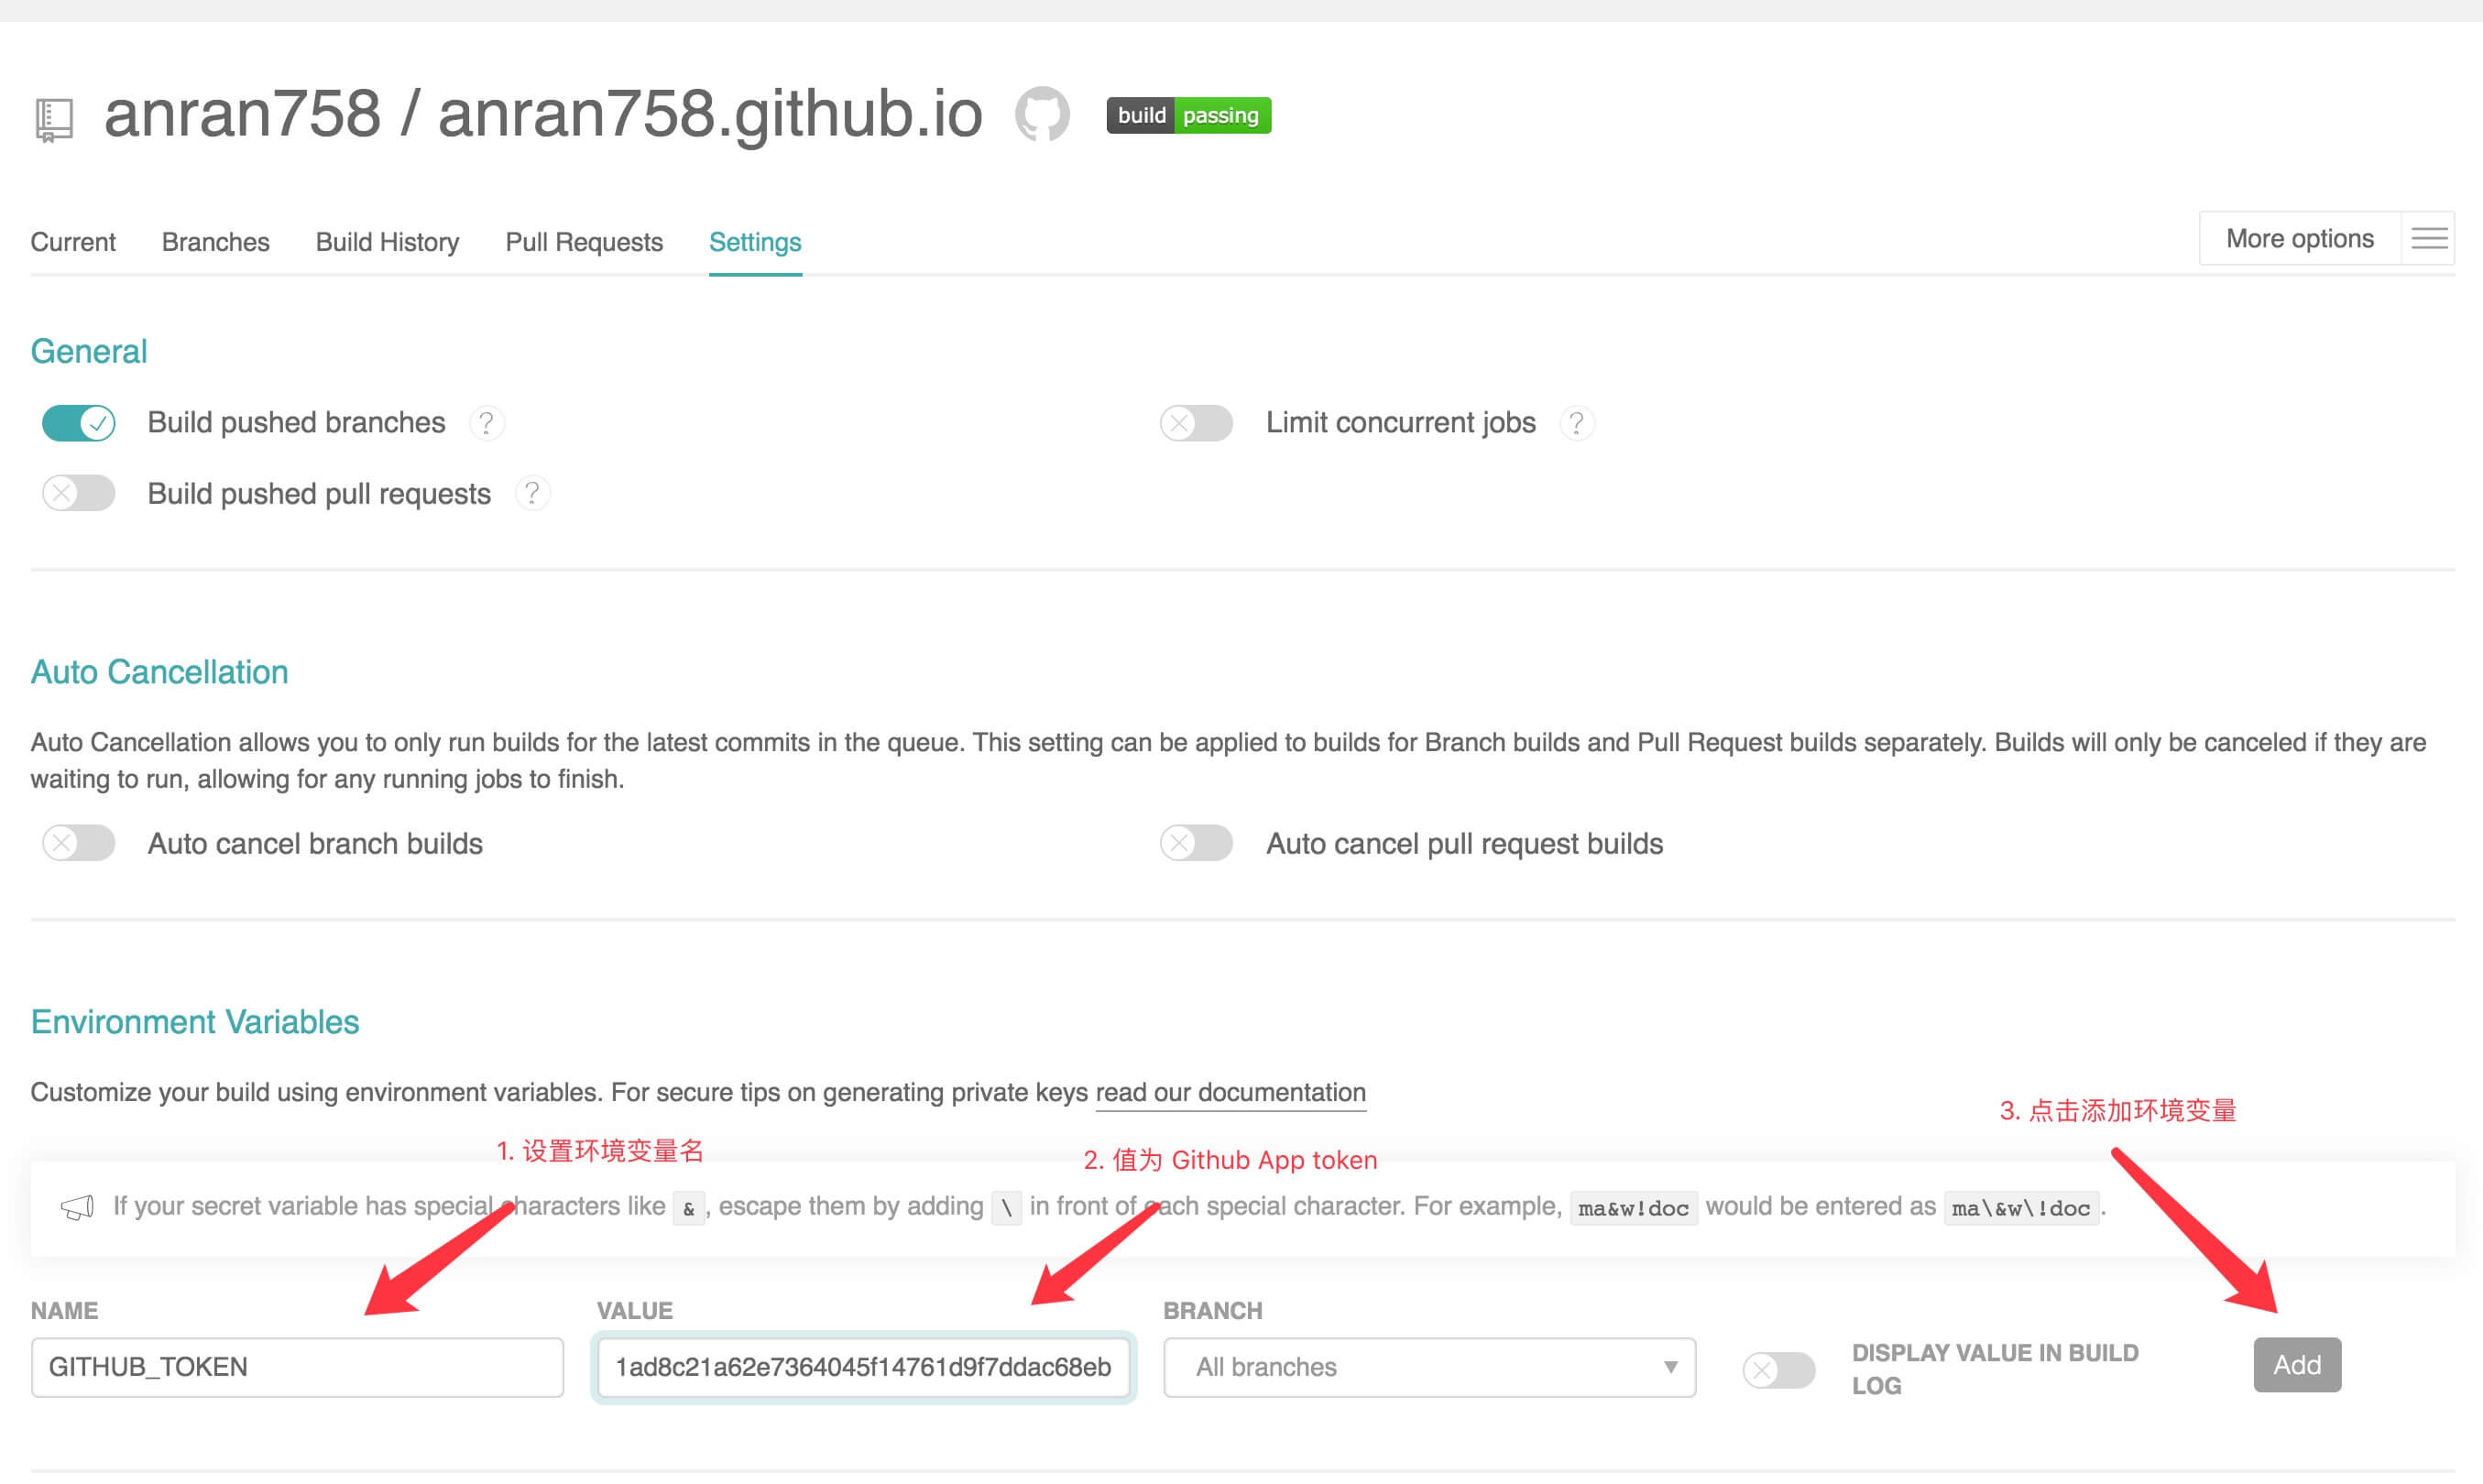 anran758 / anran758.github.io
build passing
Current Branches Build History Pull Requests Settings
More options
General
Build pushed branches ?
Limit concurrent jobs ?
Build pushed pull requests ?
Auto Cancellation
Auto Cancellation allows you to only run builds for the latest commits in the queue. This setting can be applied to builds for Branch builds and Pull Request builds separately. Builds will only be canceled if they are
waiting to run, allowing for any running jobs to finish.
Auto cancel branch builds
Auto cancel pull request builds
Environment Variables
Customize your build using environment variables. For secure tips on generating private keys read our documentation
3. 点击添加环境变量
1. 设置环境变量名
2. 值为 Github App token
If your secret variable has special characters like &, escape them by adding \ in front of each special character. For example, ma&w!doc would be entered as ma\&w\!doc.
NAME
VALUE
BRANCH
GITHUB_TOKEN
1ad8c21a62e7364045f14761d9f7ddac68eb
All branches
DISPLAY VALUE IN BUILD
LOG
Add